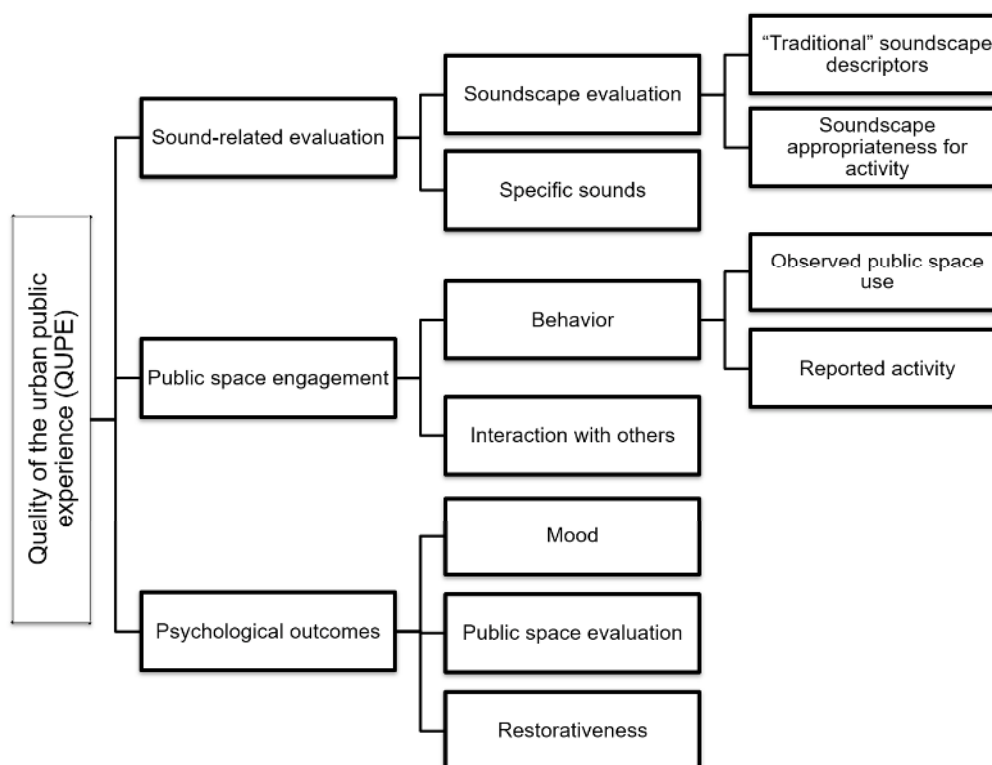 Quality of the urban public
experience (QUPE)
Sound-related evaluation
Soundscape evaluation
"Traditional" soundscape
descriptors
Soundscape
appropriateness for
activity
Specific sounds
Public space engagement
Behavior
Observed public space
use
Reported activity
Interaction with others
Psychological outcomes
Mood
Public space evaluation
Restorativeness